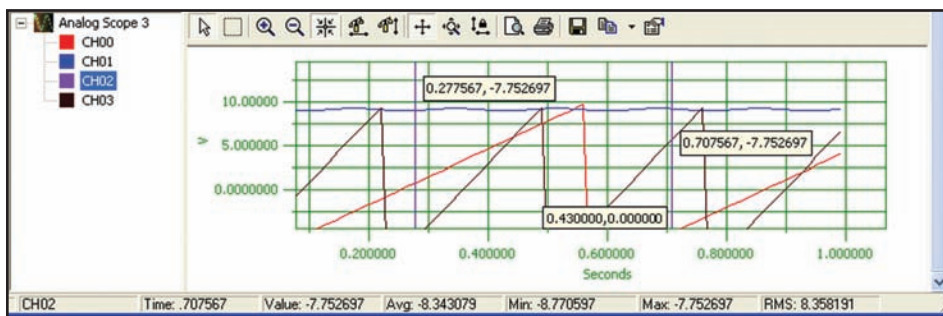 Analog Scope 3
CH00
CH01
CH02
CH03
0.277567, -7.752697
10.00000
V
5.000000
0.707567, -7.752697
0.0000000
0.430000,0.000000
0.200000 0.400000 0.600000 0.800000 1.000000
Seconds
CH02 Time: .707567 Value: -7.752697 Avg: -8.343079 Min: -8.770597 Max: -7.752697 RMS: 8.358191